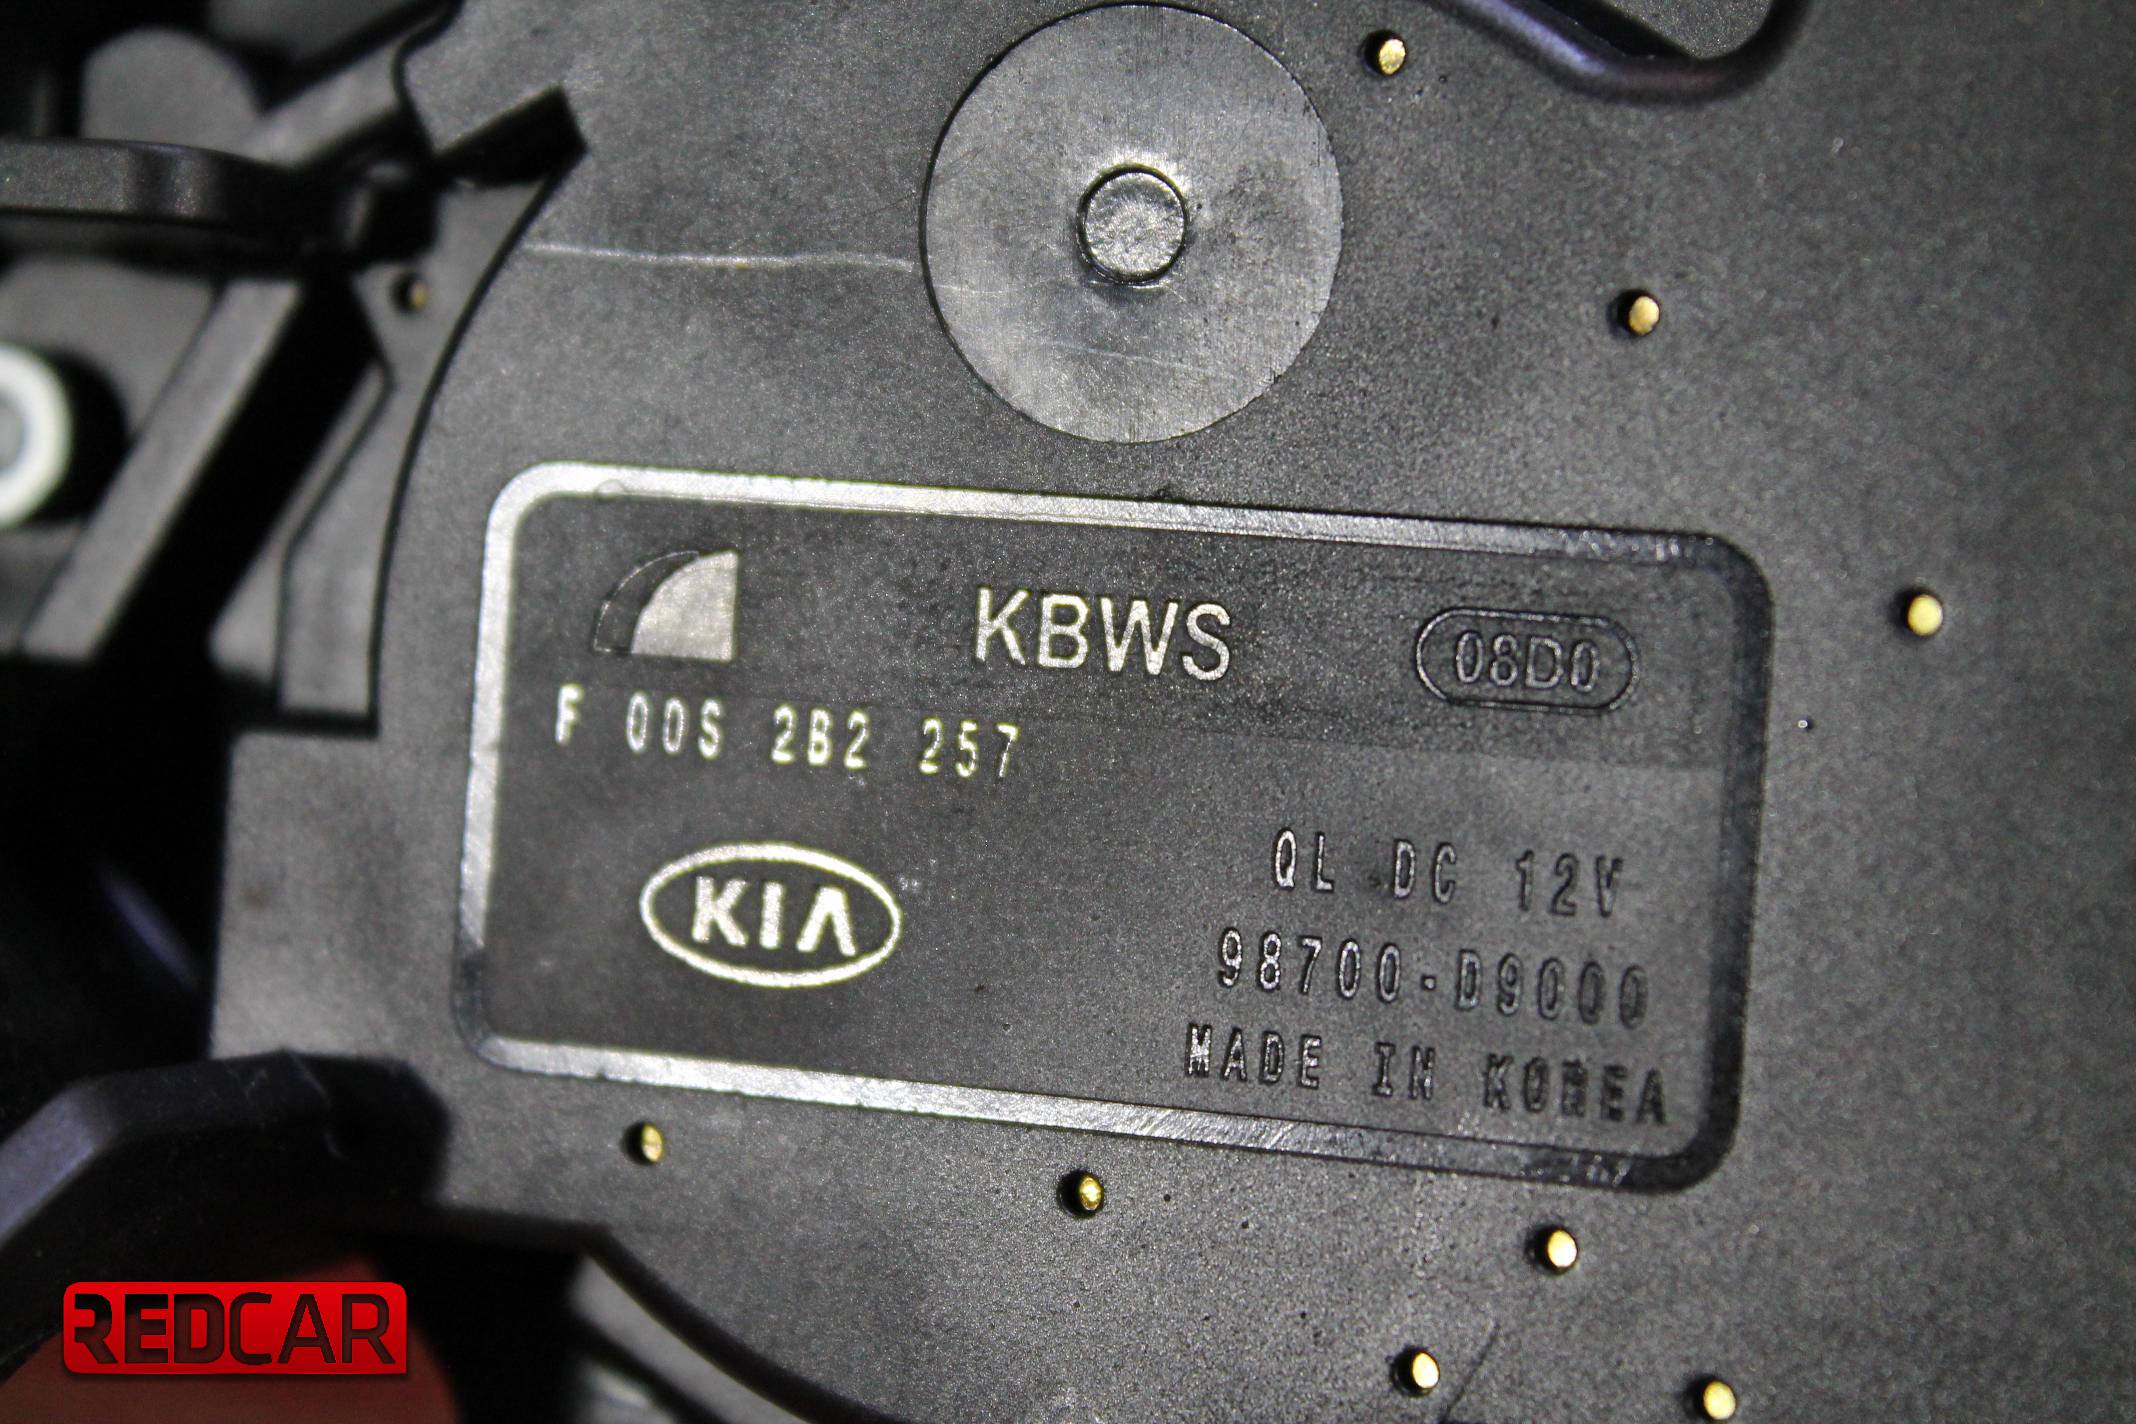 KBWS
08D0
F 00S 2B2 257
KIA
QL DC 12V
98700-D9000
MADE IN KOREA
REDCAR